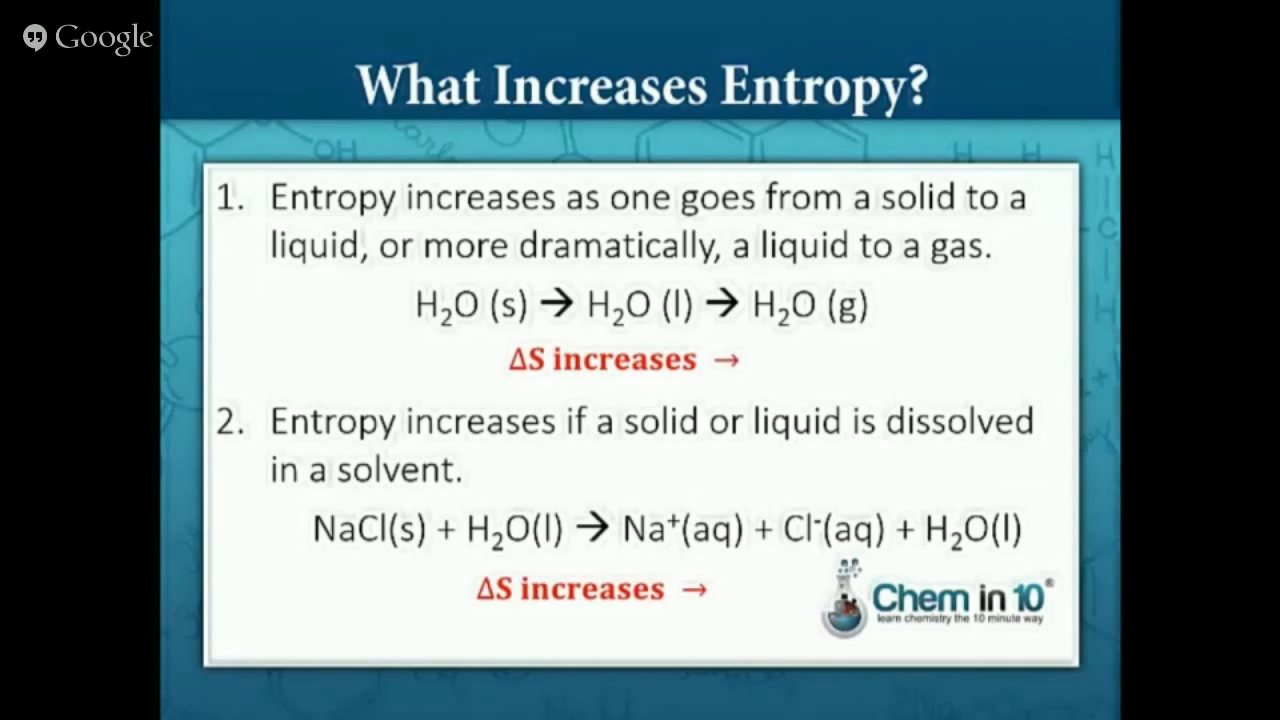 Google
What Increases Entropy?
1. Entropy increases as one goes from a solid to a
liquid, or more dramatically, a liquid to a gas.
H₂O (s) → H₂O (l) → H₂O (g)
ΔS increases →
2. Entropy increases if a solid or liquid is dissolved
in a solvent.
NaCl(s) + H₂O(l) → Na⁺(aq) + Cl⁻(aq) + H₂O(l)
ΔS increases →
Chem in 10®
learn chemistry the 10 minute way
OH
H H H
C
H